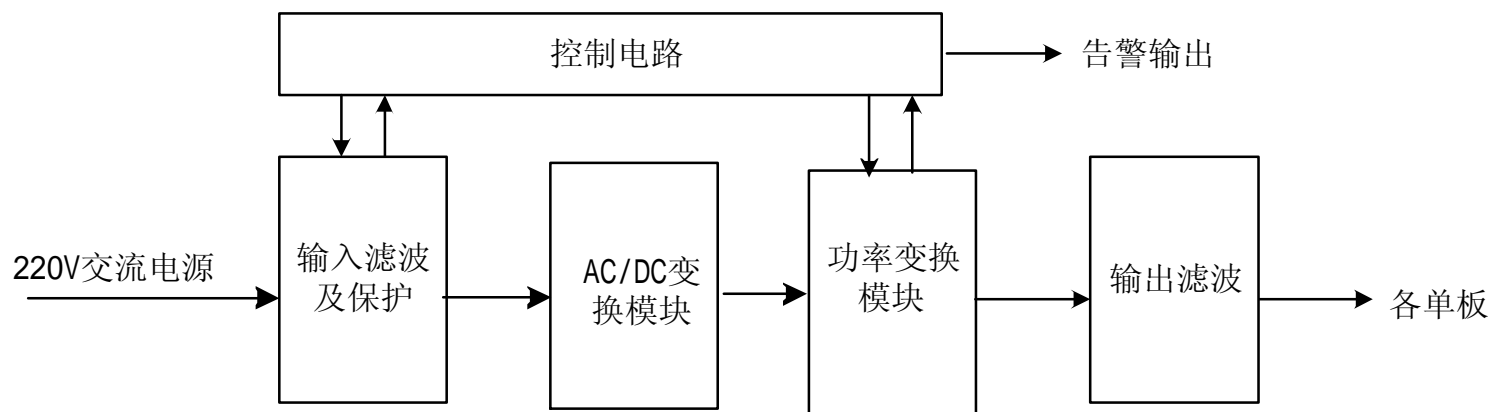 控制电路
告警输出
220V交流电源
输入滤波
及保护
AC/DC变
换模块
功率变换
模块
输出滤波
各单板